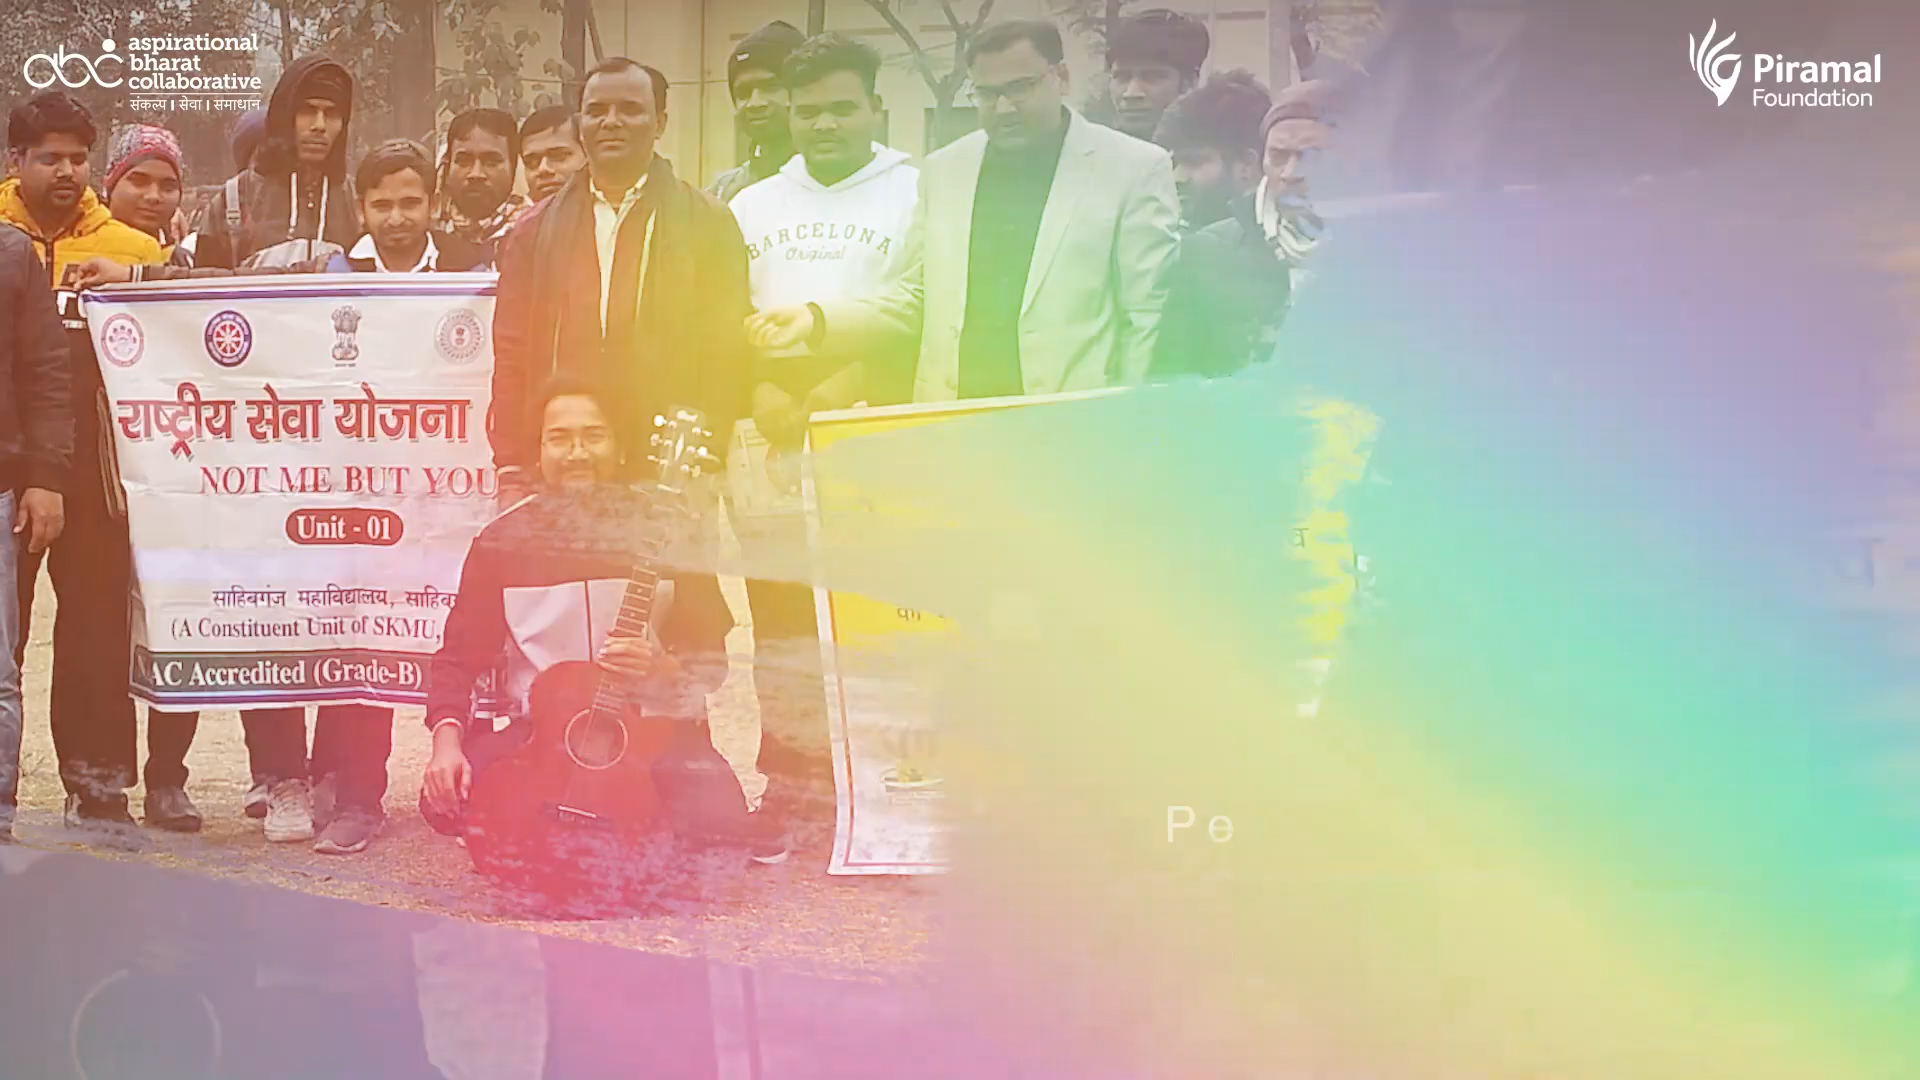 aspirational
bharat
collaborative
संकल्प । सेवा । समाधान
Piramal
Foundation
BARCELONA
Original
राष्ट्रीय सेवा योजना
NOT ME BUT YOU
Unit - 01
साहिबगंज महाविद्यालय,
(A Constituent Unit of SKMU,
Accredited (Grade-B)
Pe